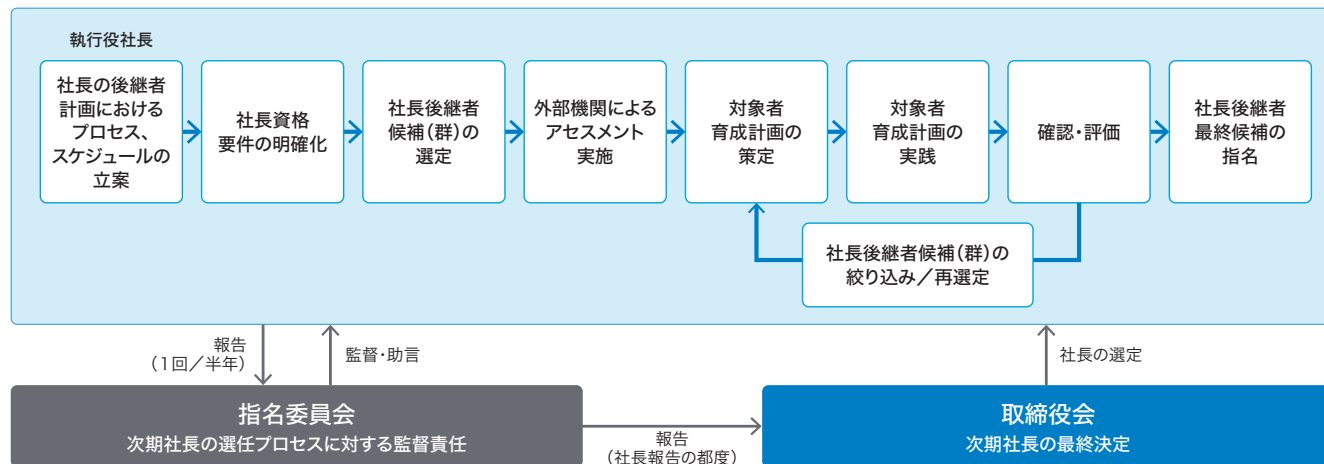 執行役社長
社長の後継者
計画における
プロセス、
スケジュールの
立案
社長資格
要件の明確化
社長後継者
候補(群)の
選定
外部機関による
アセスメント
実施
対象者
育成計画の
策定
対象者
育成計画の
実践
確認・評価
社長後継者
最終候補の
指名
社長後継者候補(群)の
絞り込み/再選定
報告
(1回/半年)
監督・助言
社長の選定
指名委員会
次期社長の選任プロセスに対する監督責任
報告
(社長報告の都度)
取締役会
次期社長の最終決定